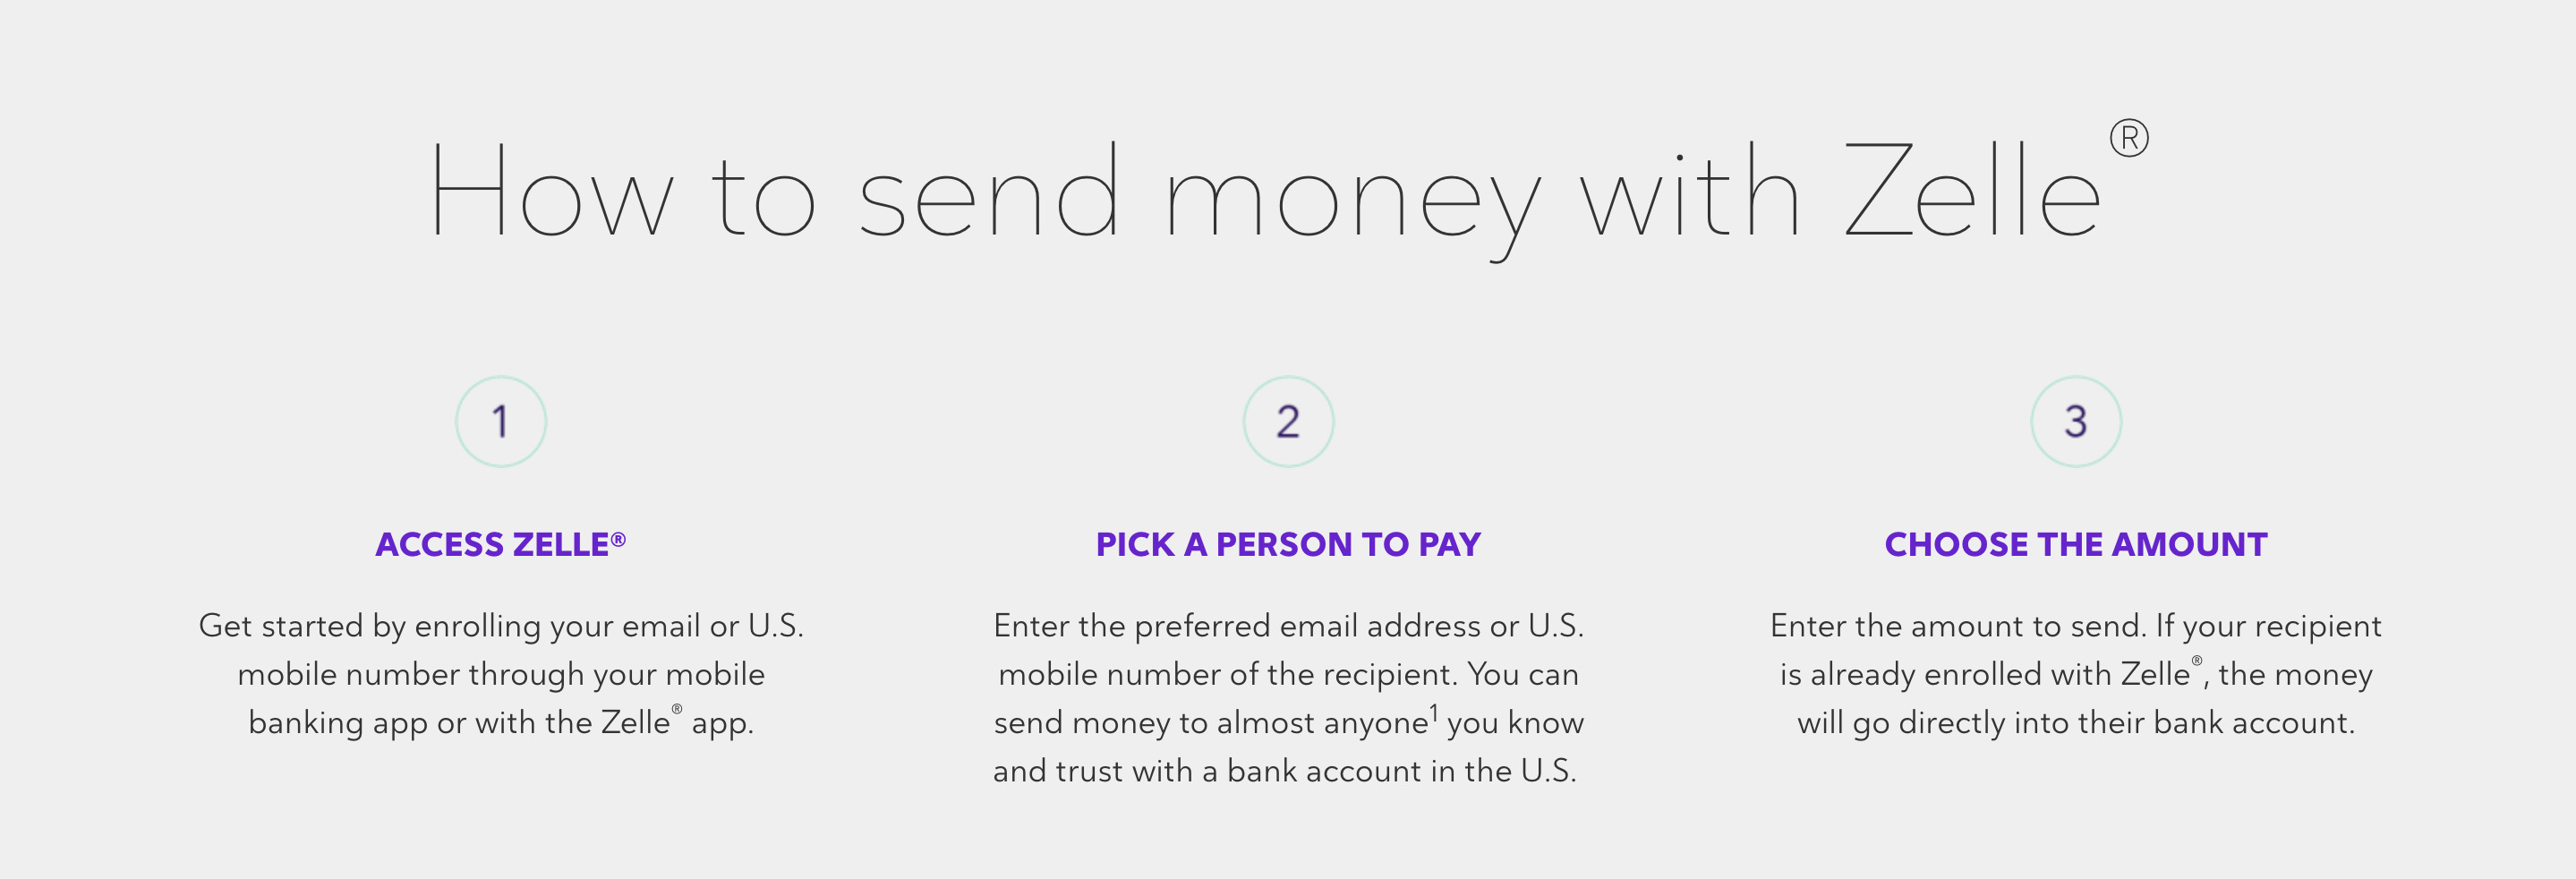 How to send money with Zelle®
1
ACCESS ZELLE®
Get started by enrolling your email or U.S.
mobile number through your mobile
banking app or with the Zelle® app.
2
PICK A PERSON TO PAY
Enter the preferred email address or U.S.
mobile number of the recipient. You can
send money to almost anyone¹ you know
and trust with a bank account in the U.S.
3
CHOOSE THE AMOUNT
Enter the amount to send. If your recipient
is already enrolled with Zelle®, the money
will go directly into their bank account.